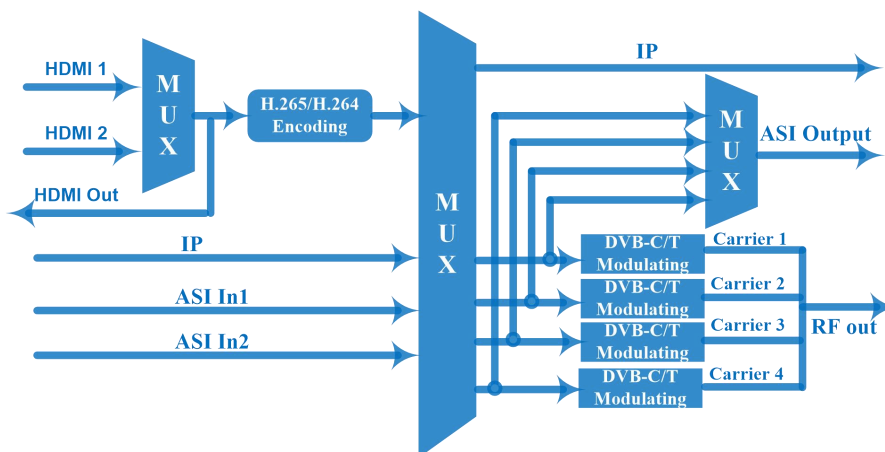 HDMI 1
HDMI 2
HDMI Out
M
U
X
H.265/H.264
Encoding
IP
ASI In1
ASI In2
M
U
X
IP
M
U
X
ASI Output
DVB-C/T
Modulating
Carrier 1
DVB-C/T
Modulating
Carrier 2
DVB-C/T
Modulating
Carrier 3
DVB-C/T
Modulating
Carrier 4
RF out